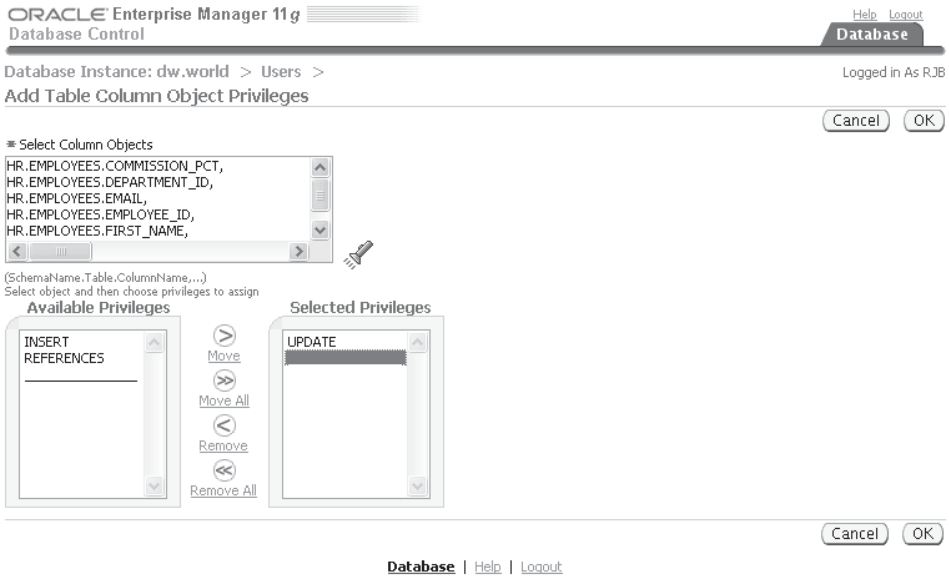 ORACLE Enterprise Manager 11g
Database Control
Help Logout
Database
Database Instance: dw.world > Users >
Logged in As RJB
Add Table Column Object Privileges
Cancel OK
Select Column Objects
HR.EMPLOYEES.COMMISSION_PCT,
HR.EMPLOYEES.DEPARTMENT_ID,
HR.EMPLOYEES.EMAIL,
HR.EMPLOYEES.EMPLOYEE_ID,
HR.EMPLOYEES.FIRST_NAME,
(SchemaName.Table.ColumnName,...)
Select object and then choose privileges to assign
Available Privileges
INSERT
REFERENCES
Move
Move All
Remove
Remove All
Selected Privileges
UPDATE
Cancel OK
Database | Help | Logout